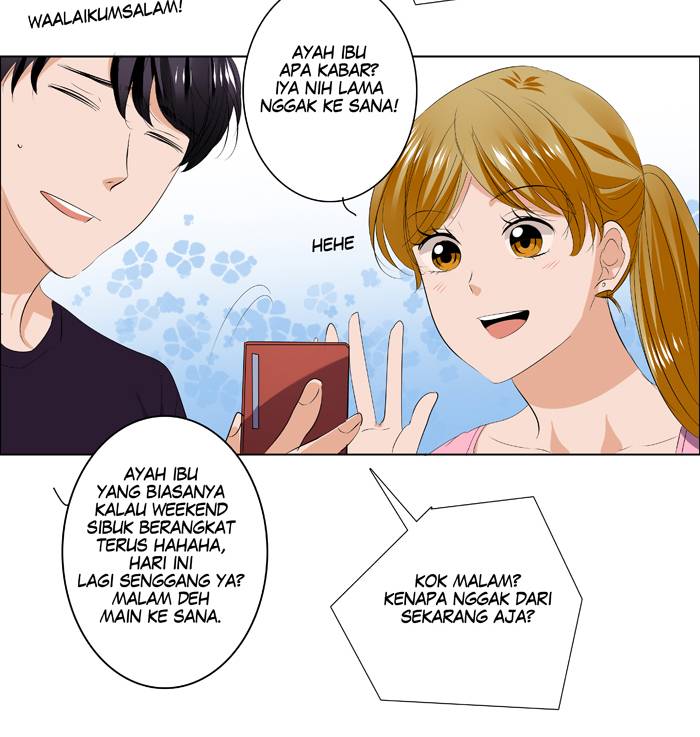 WAALAIKUMSALAM!
AYAH IBU
APA KABAR?
IYA NIH LAMA
NGGAK KE SANA!
HEHE
AYAH IBU
YANG BIASANYA
KALAU WEEKEND
SIBUK BERANGKAT
TERUS HAHAHA,
HARI INI
LAGI SENGGANG YA?
MALAM DEH
MAIN KE SANA.
KOK MALAM?
KENAPA NGGAK DARI
SEKARANG AJA?